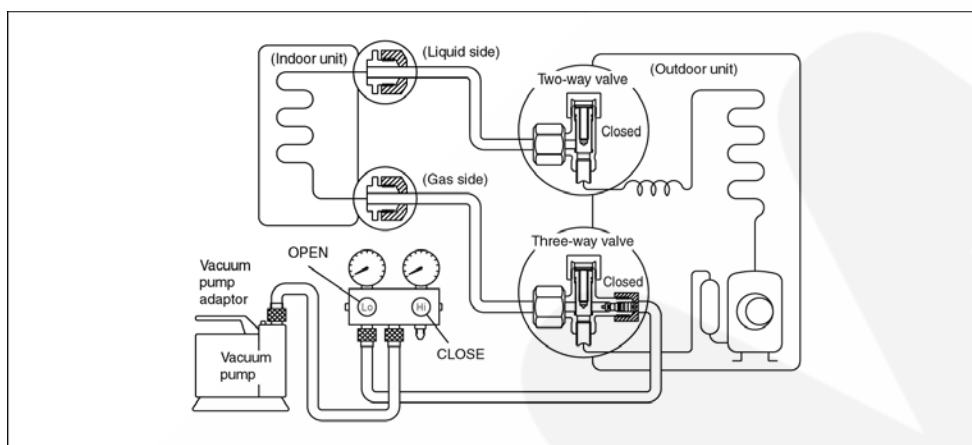 (Indoor unit)
(Liquid side)
Two-way valve
(Outdoor unit)
Closed
(Gas side)
Three-way valve
Closed
OPEN
Lo
Hi
CLOSE
Vacuum
pump
adaptor
Vacuum
pump